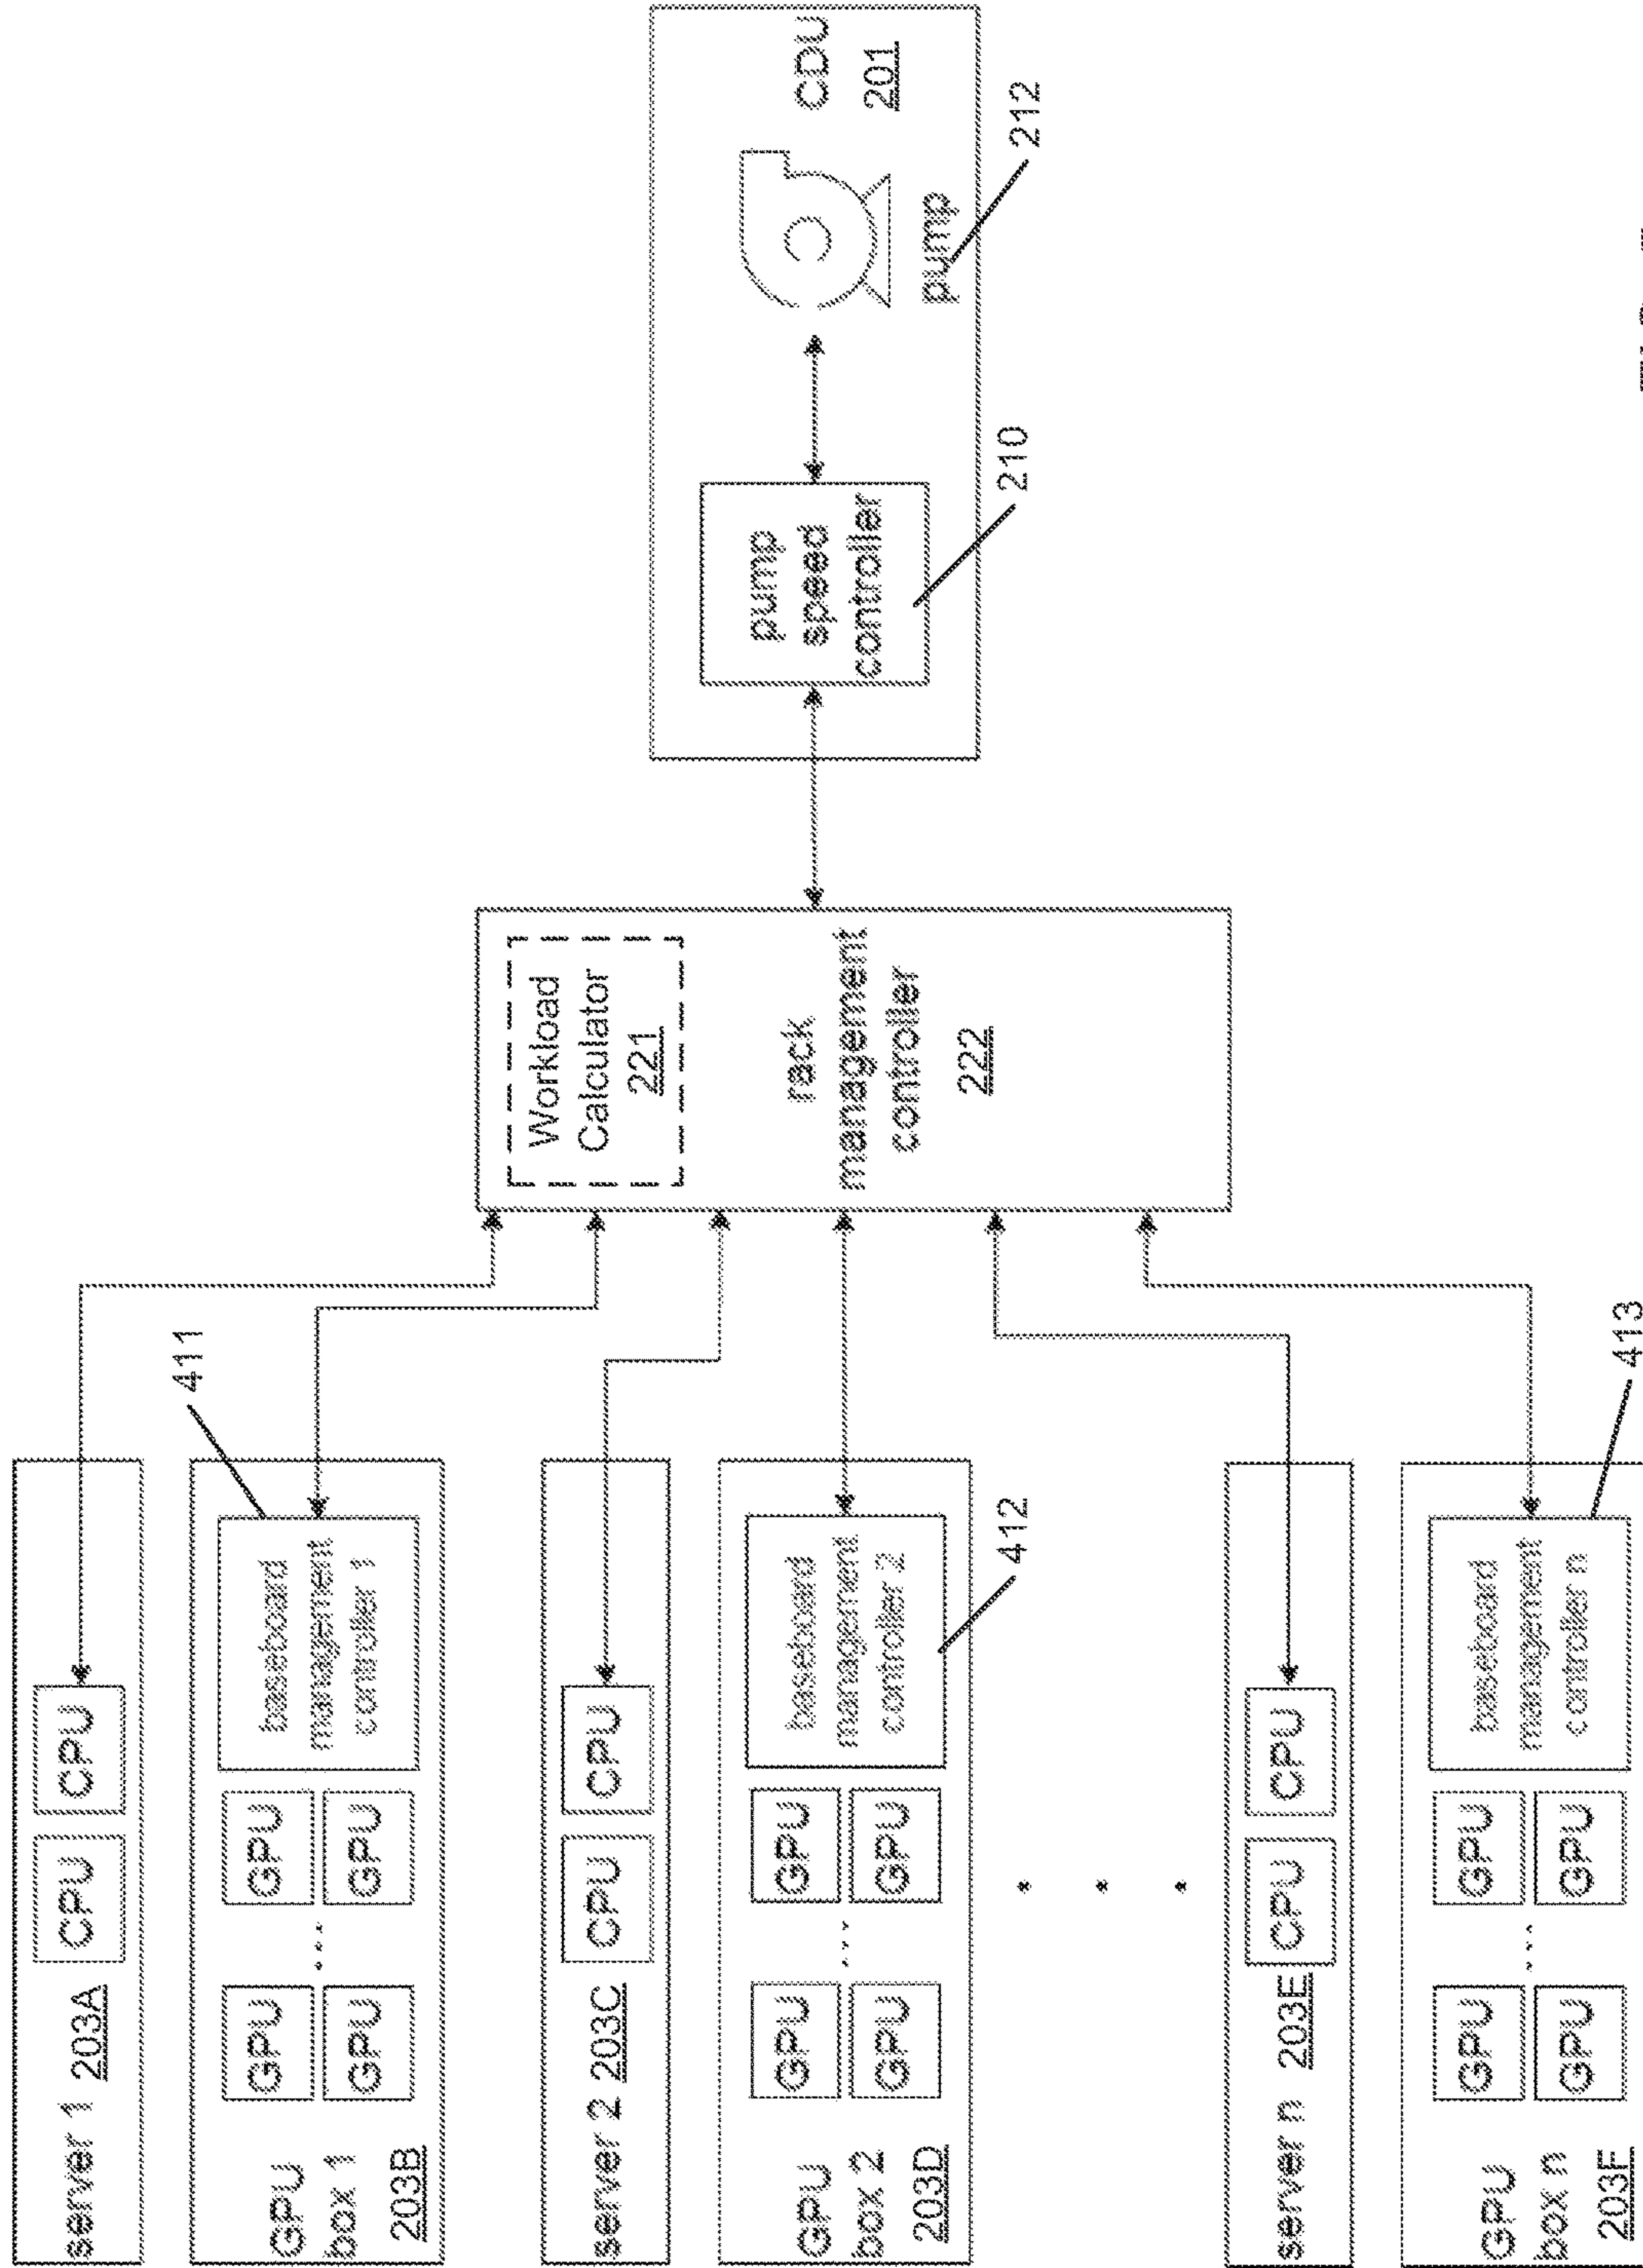 server 1 203A
CPU
CPU
GPU
box 1
203B
GPU
GPU
...
GPU
GPU
baseboard
management
controller 1
411
server 2 203C
CPU
CPU
GPU
box 2
203D
GPU
GPU
...
GPU
GPU
baseboard
management
controller 2
412
. . .
server n 203E
CPU
CPU
GPU
box n
203F
GPU
GPU
...
GPU
GPU
baseboard
management
controller n
413
Workload
Calculator
221
rack
management
controller
222
pump
speed
controller
210
CDU
201
pump
212